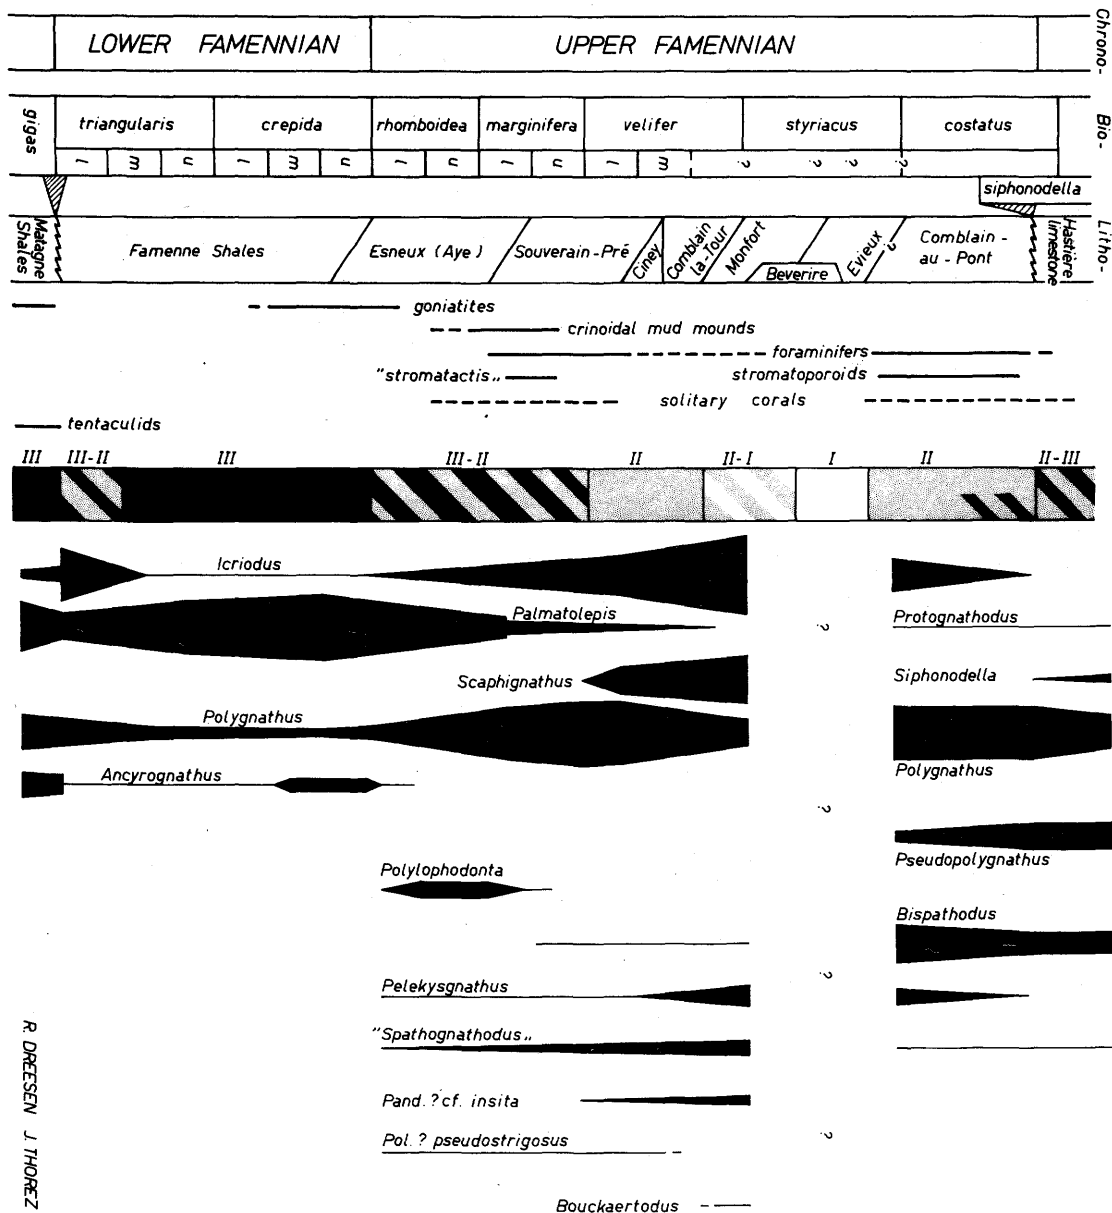 LOWER FAMENNIAN UPPER FAMENNIAN Chrono-
gigas triangularis crepida rhomboidea marginifera velifer styriacus costatus Bio-
l m u l m u l u l u l m ? ? ? ?
siphonodella
Matagne Shales Famenne Shales Esneux (Aye) Souverain-Pré Ciney Comblain la-Tour Monfort Beverire Evieux Comblain - au - Pont Hastière limestone Litho-
goniatites
crinoidal mud mounds
foraminifers
"stromatactis„ stromatoporoids
solitary corals
tentaculids
III III-II III III-II II II-I I II II-III
Icriodus
Palmatolepis ? Protognathodus
Scaphignathus Siphonodella
Polygnathus
Ancyrognathus Polygnathus
?
Polylophodonta Pseudopolygnathus
Bispathodus
Pelekysgnathus ?
"Spathognathodus„
Pand. ? cf. insita
Pol. ? pseudostrigosus ?
Bouckaertodus
R. DREESEN J. THOREZ